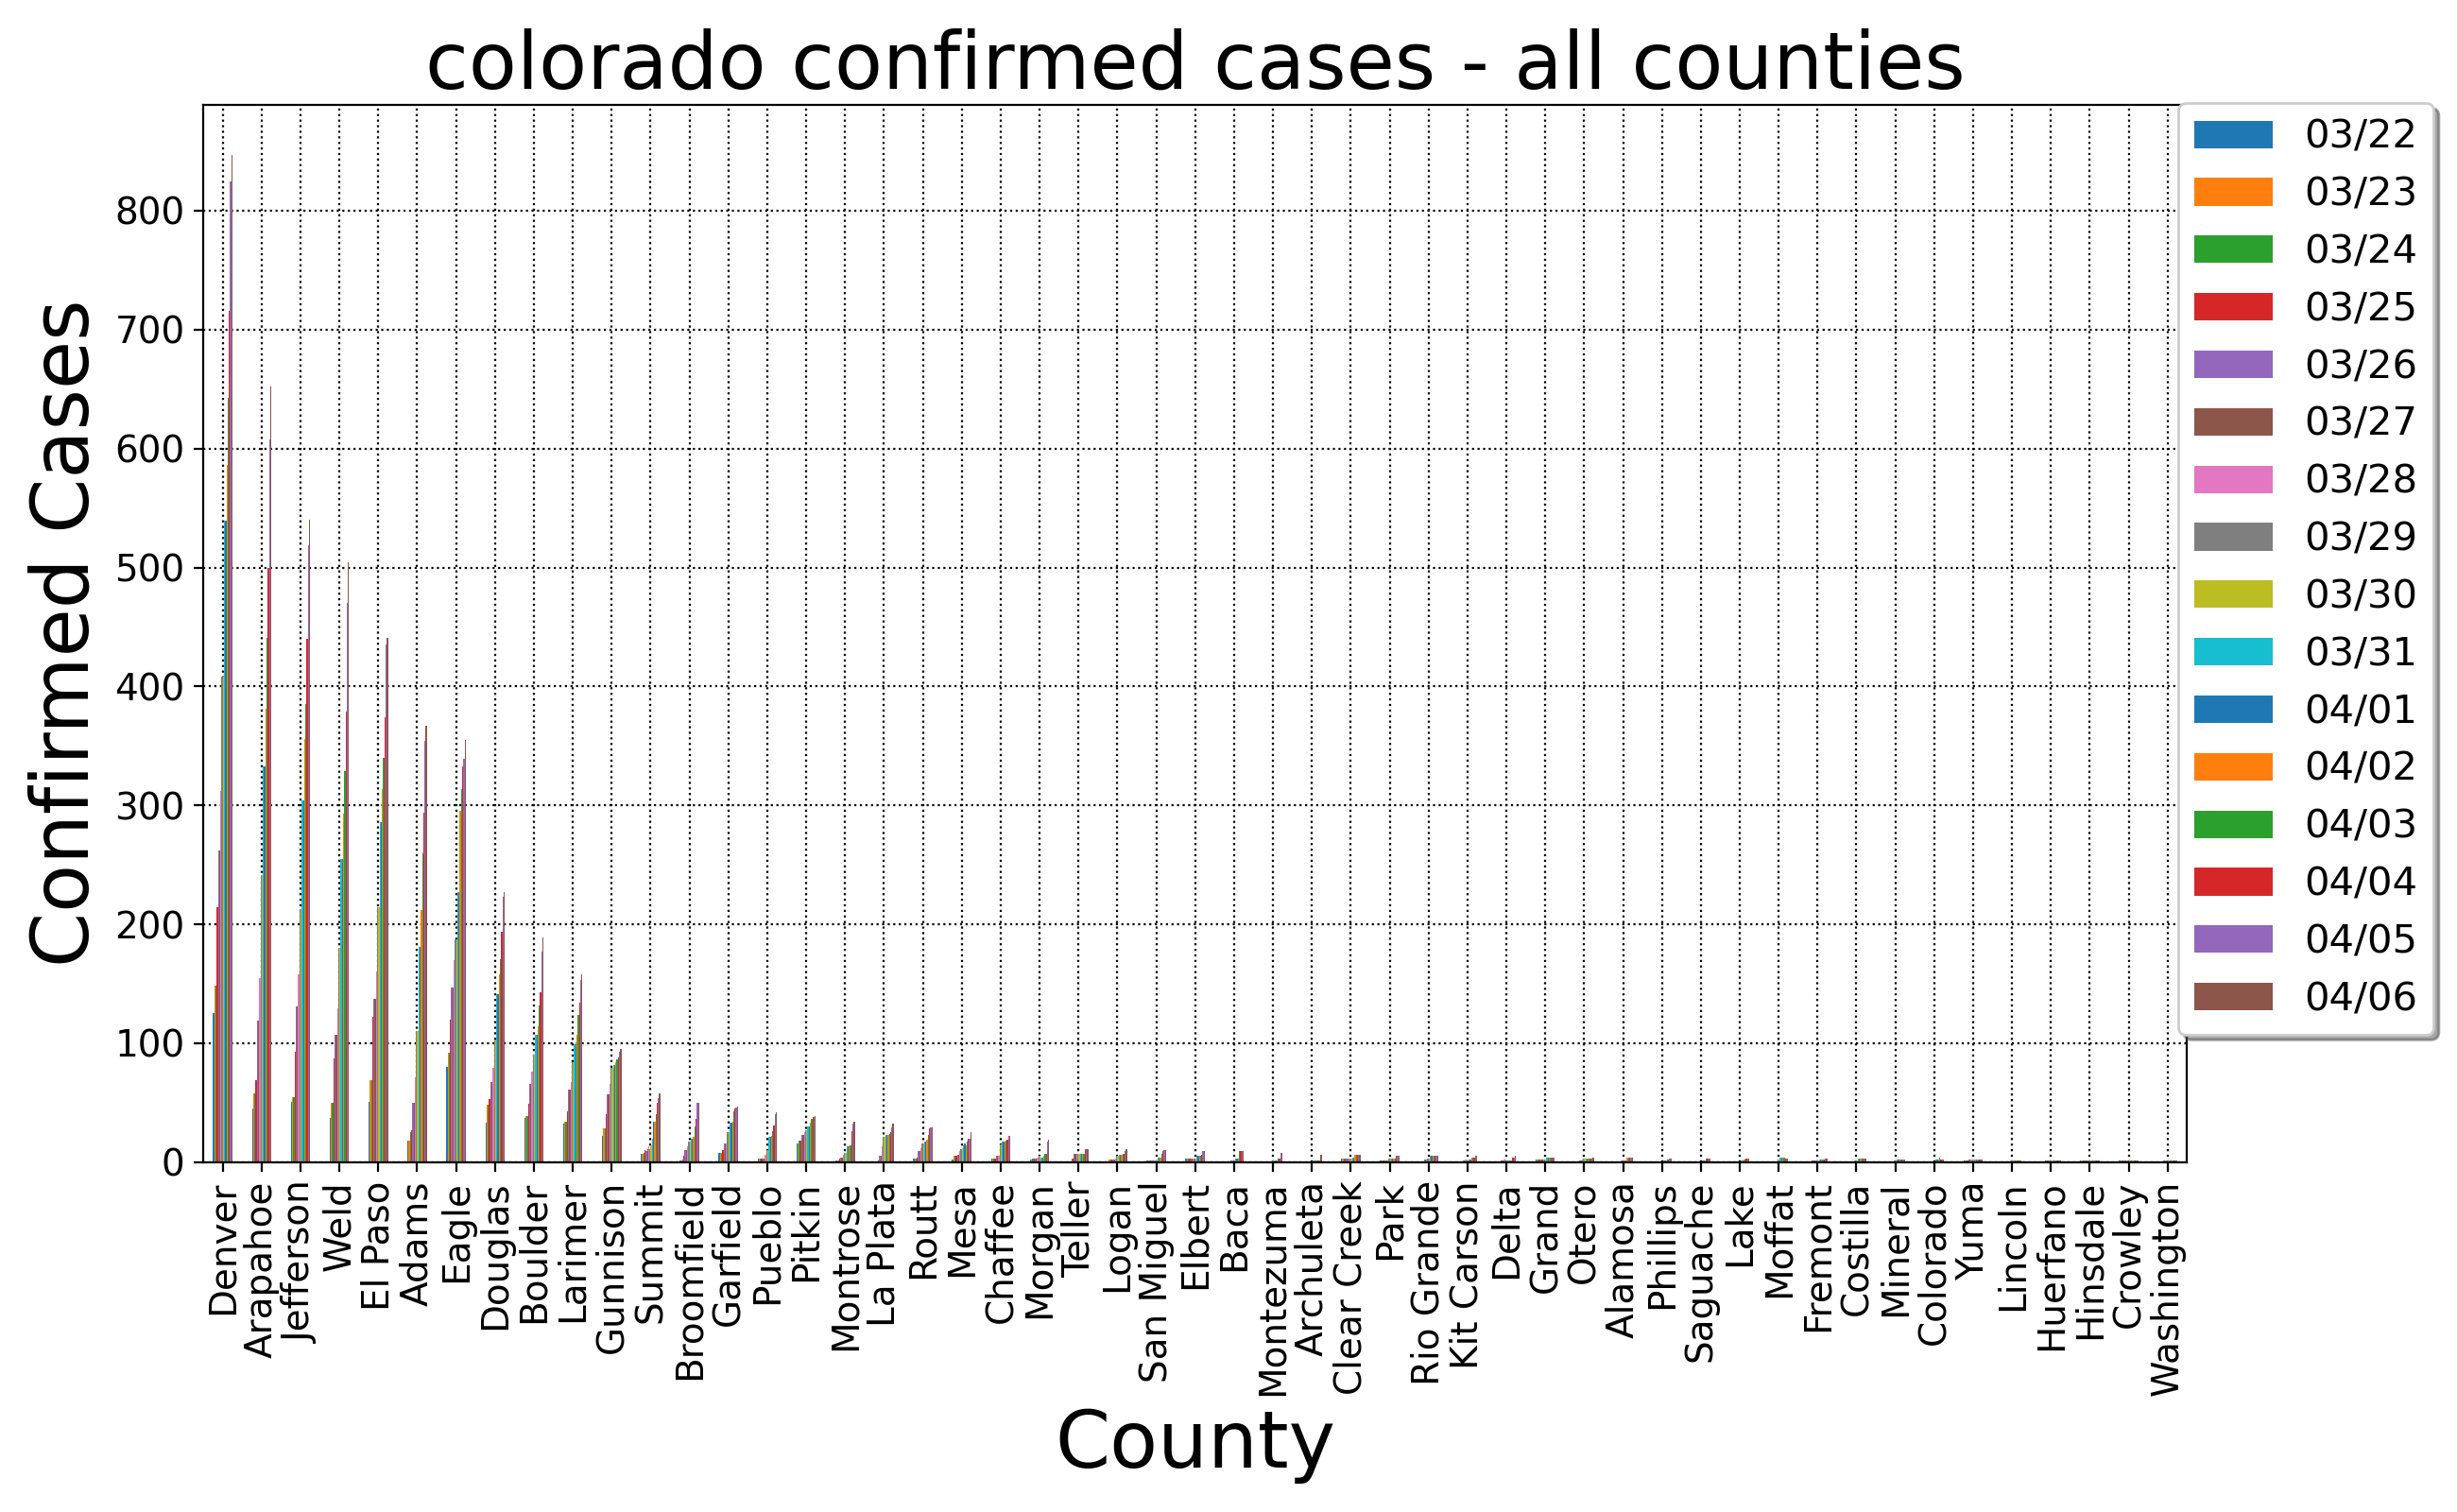 colorado confirmed cases - all counties
Confirmed Cases
800
700
600
500
400
300
200
100
0
03/22
03/23
03/24
03/25
03/26
03/27
03/28
03/29
03/30
03/31
04/01
04/02
04/03
04/04
04/05
04/06
Denver
Arapahoe
Jefferson
Weld
El Paso
Adams
Eagle
Douglas
Boulder
Larimer
Gunnison
Summit
Broomfield
Garfield
Pueblo
Pitkin
Montrose
La Plata
Routt
Mesa
Chaffee
Morgan
Teller
Logan
San Miguel
Elbert
Baca
Montezuma
Archuleta
Clear Creek
Park
Rio Grande
Kit Carson
Delta
Grand
Otero
Alamosa
Phillips
Saguache
Lake
Moffat
Fremont
Costilla
Mineral
Colorado
Yuma
Lincoln
Huerfano
Hinsdale
Crowley
Washington
County